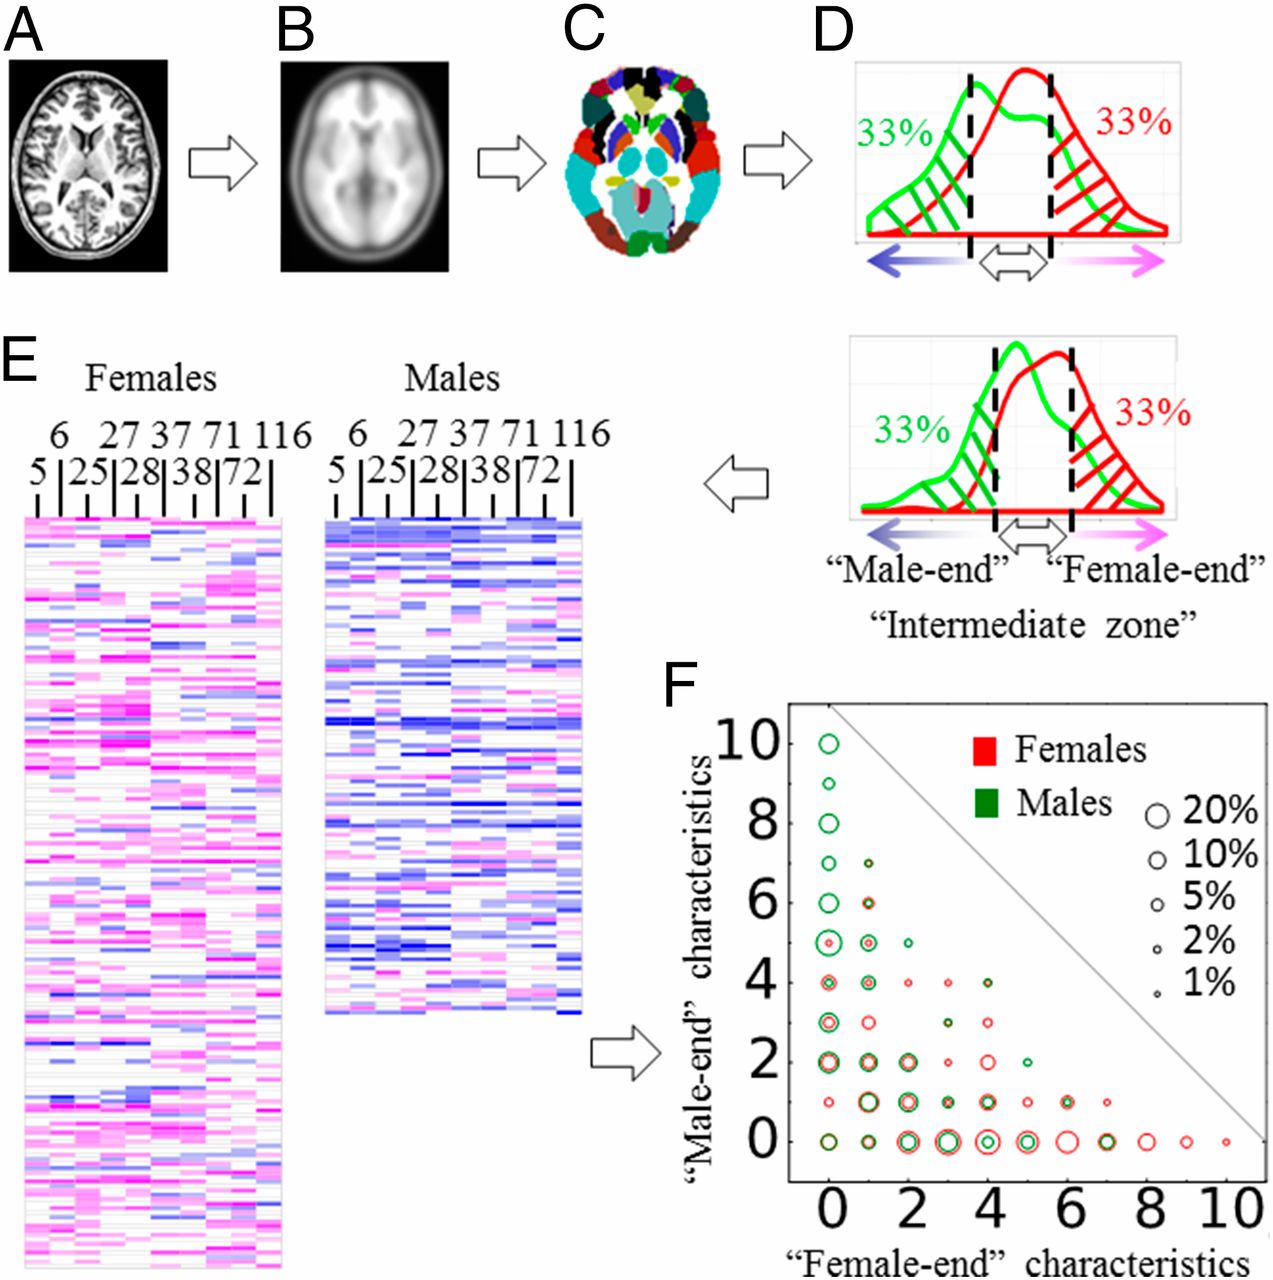 A B C D
33% 33%
33% 33%
"Male-end" "Female-end"
"Intermediate zone"
E
Females Males
6 27 37 71 116 6 27 37 71 116
5 25 28 38 72 5 25 28 38 72
F
Females
Males
20%
10%
5%
2%
1%
10
8
6
4
2
0
"Male-end" characteristics
0 2 4 6 8 10
"Female-end" characteristics